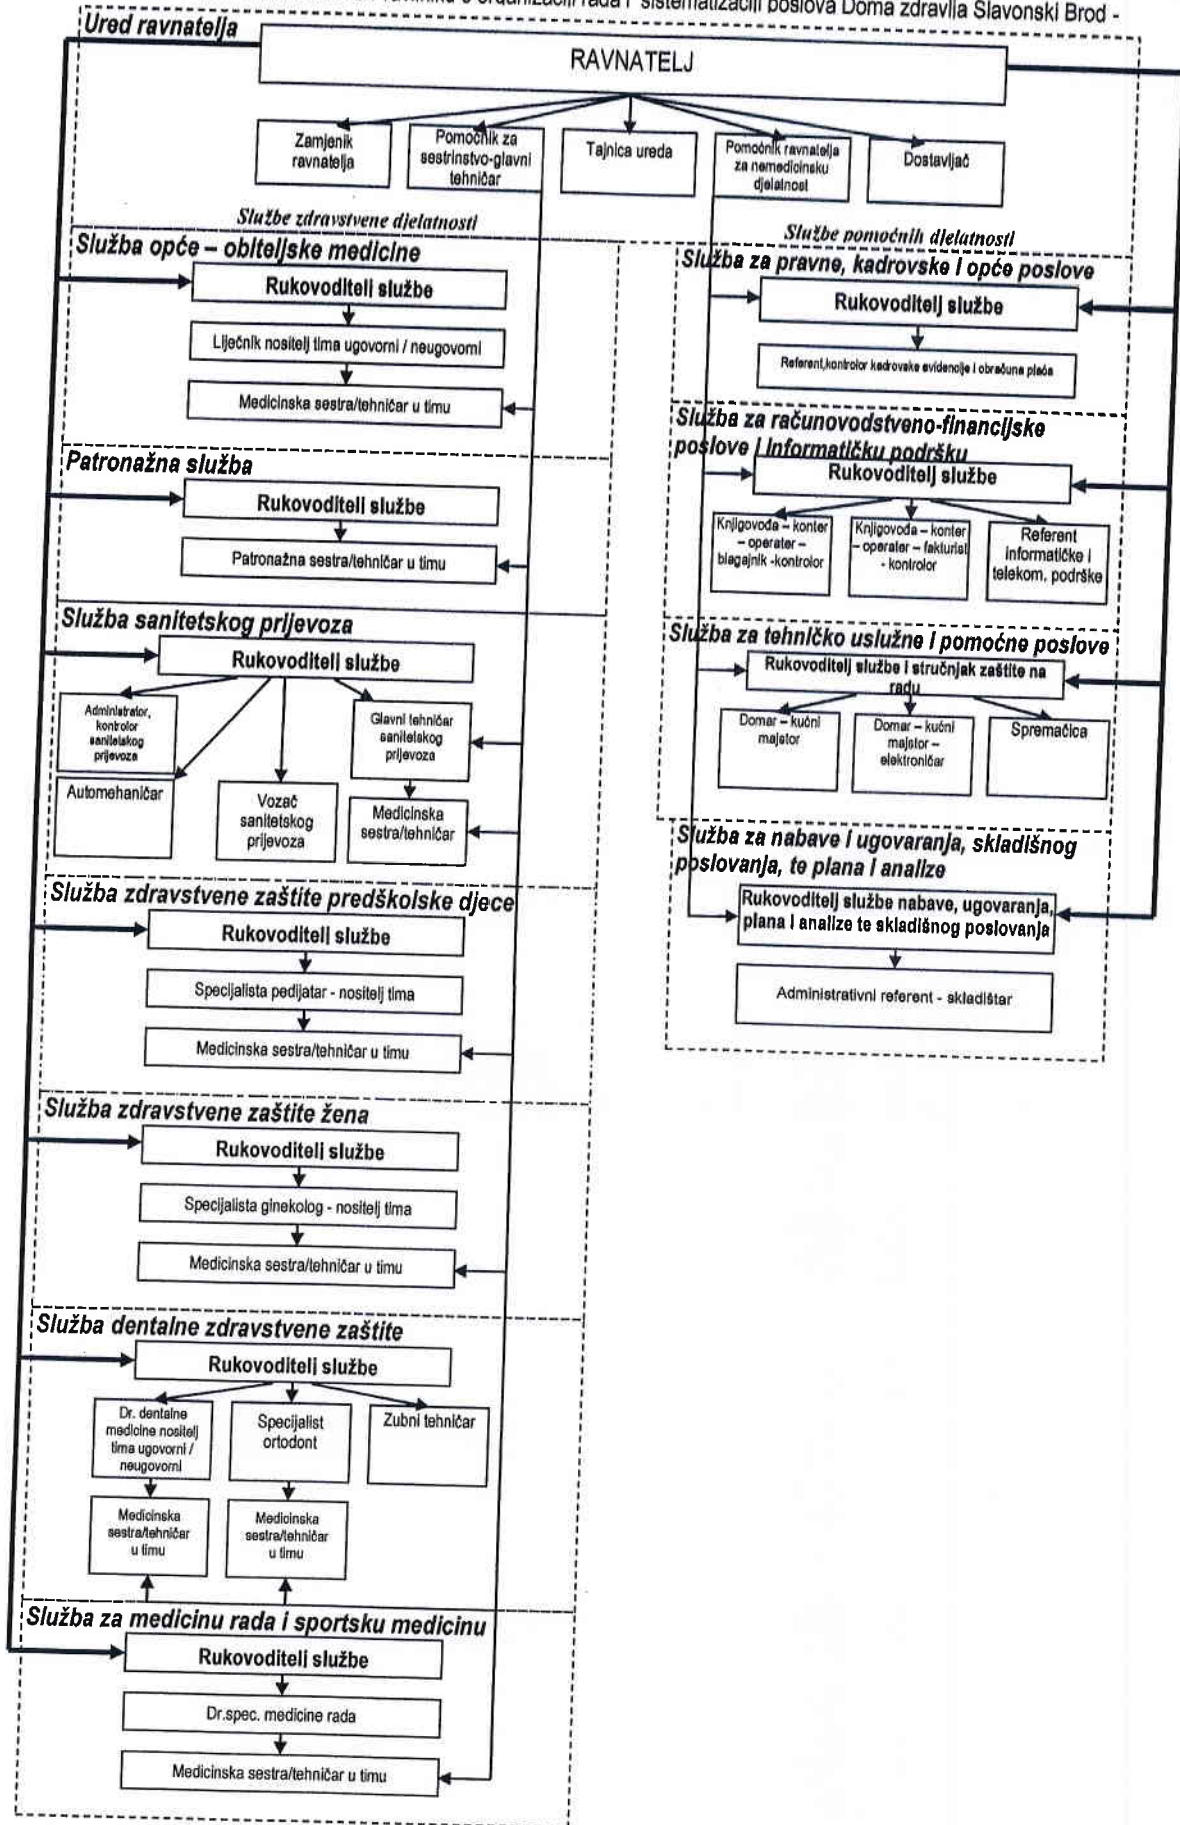 organizaciji rada i sistematizaciji poslova Doma zdravlja Slavonski Brod -
Ured ravnatelja
RAVNATELJ
Zamjenik
ravnatelja
Pomoćnik za
sestrinstvo-glavni
tehničar
Tajnica ureda
Pomoćnik ravnatelja
za nemedicinsku
djelatnost
Dostavljač
Službe zdravstvene djelatnosti
Služba opće – obiteljske medicine
Rukovoditelj službe
Liječnik nositelj tima ugovorni / neugovorni
Medicinska sestra/tehničar u timu
Patronažna služba
Rukovoditelj službe
Patronažna sestra/tehničar u timu
Služba sanitetskog prijevoza
Rukovoditelj službe
Administrator,
kontrolor
sanitetskog
prijevoza
Glavni tehničar
sanitetskog
prijevoza
Automehaničar
Vozač
sanitetskog
prijevoza
Medicinska
sestra/tehničar
Služba zdravstvene zaštite predškolske djece
Rukovoditelj službe
Specijalista pedijatar - nositelj tima
Medicinska sestra/tehničar u timu
Služba zdravstvene zaštite žena
Rukovoditelj službe
Specijalista ginekolog - nositelj tima
Medicinska sestra/tehničar u timu
Služba dentalne zdravstvene zaštite
Rukovoditelj službe
Dr. dentalne
medicine nositelj
tima ugovorni /
neugovorni
Specijalist
ortodont
Zubni tehničar
Medicinska
sestra/tehničar
u timu
Medicinska
sestra/tehničar
u timu
Služba za medicinu rada i sportsku medicinu
Rukovoditelj službe
Dr.spec. medicine rada
Medicinska sestra/tehničar u timu
Službe pomoćnih djelatnosti
Služba za pravne, kadrovske i opće poslove
Rukovoditelj službe
Referent,kontrolor kadrovske evidencije i obračuna plaća
Služba za računovodstveno-financijske
poslove i informatičku podršku
Rukovoditelj službe
Knjigovođa – konter
– operater –
blagajnik -kontrolor
Knjigovođa – konter
– operater – fakturist
- kontrolor
Referent
informatičke i
telekom. podrške
Služba za tehničko uslužne i pomoćne poslove
Rukovoditelj službe i stručnjak zaštite na
radu
Domar – kućni
majstor
Domar – kućni
majstor –
elektroničar
Spremačica
Služba za nabave i ugovaranja, skladišnog
poslovanja, te plana i analize
Rukovoditelj službe nabave, ugovaranja,
plana i analize te skladišnog poslovanja
Administrativni referent - skladištar